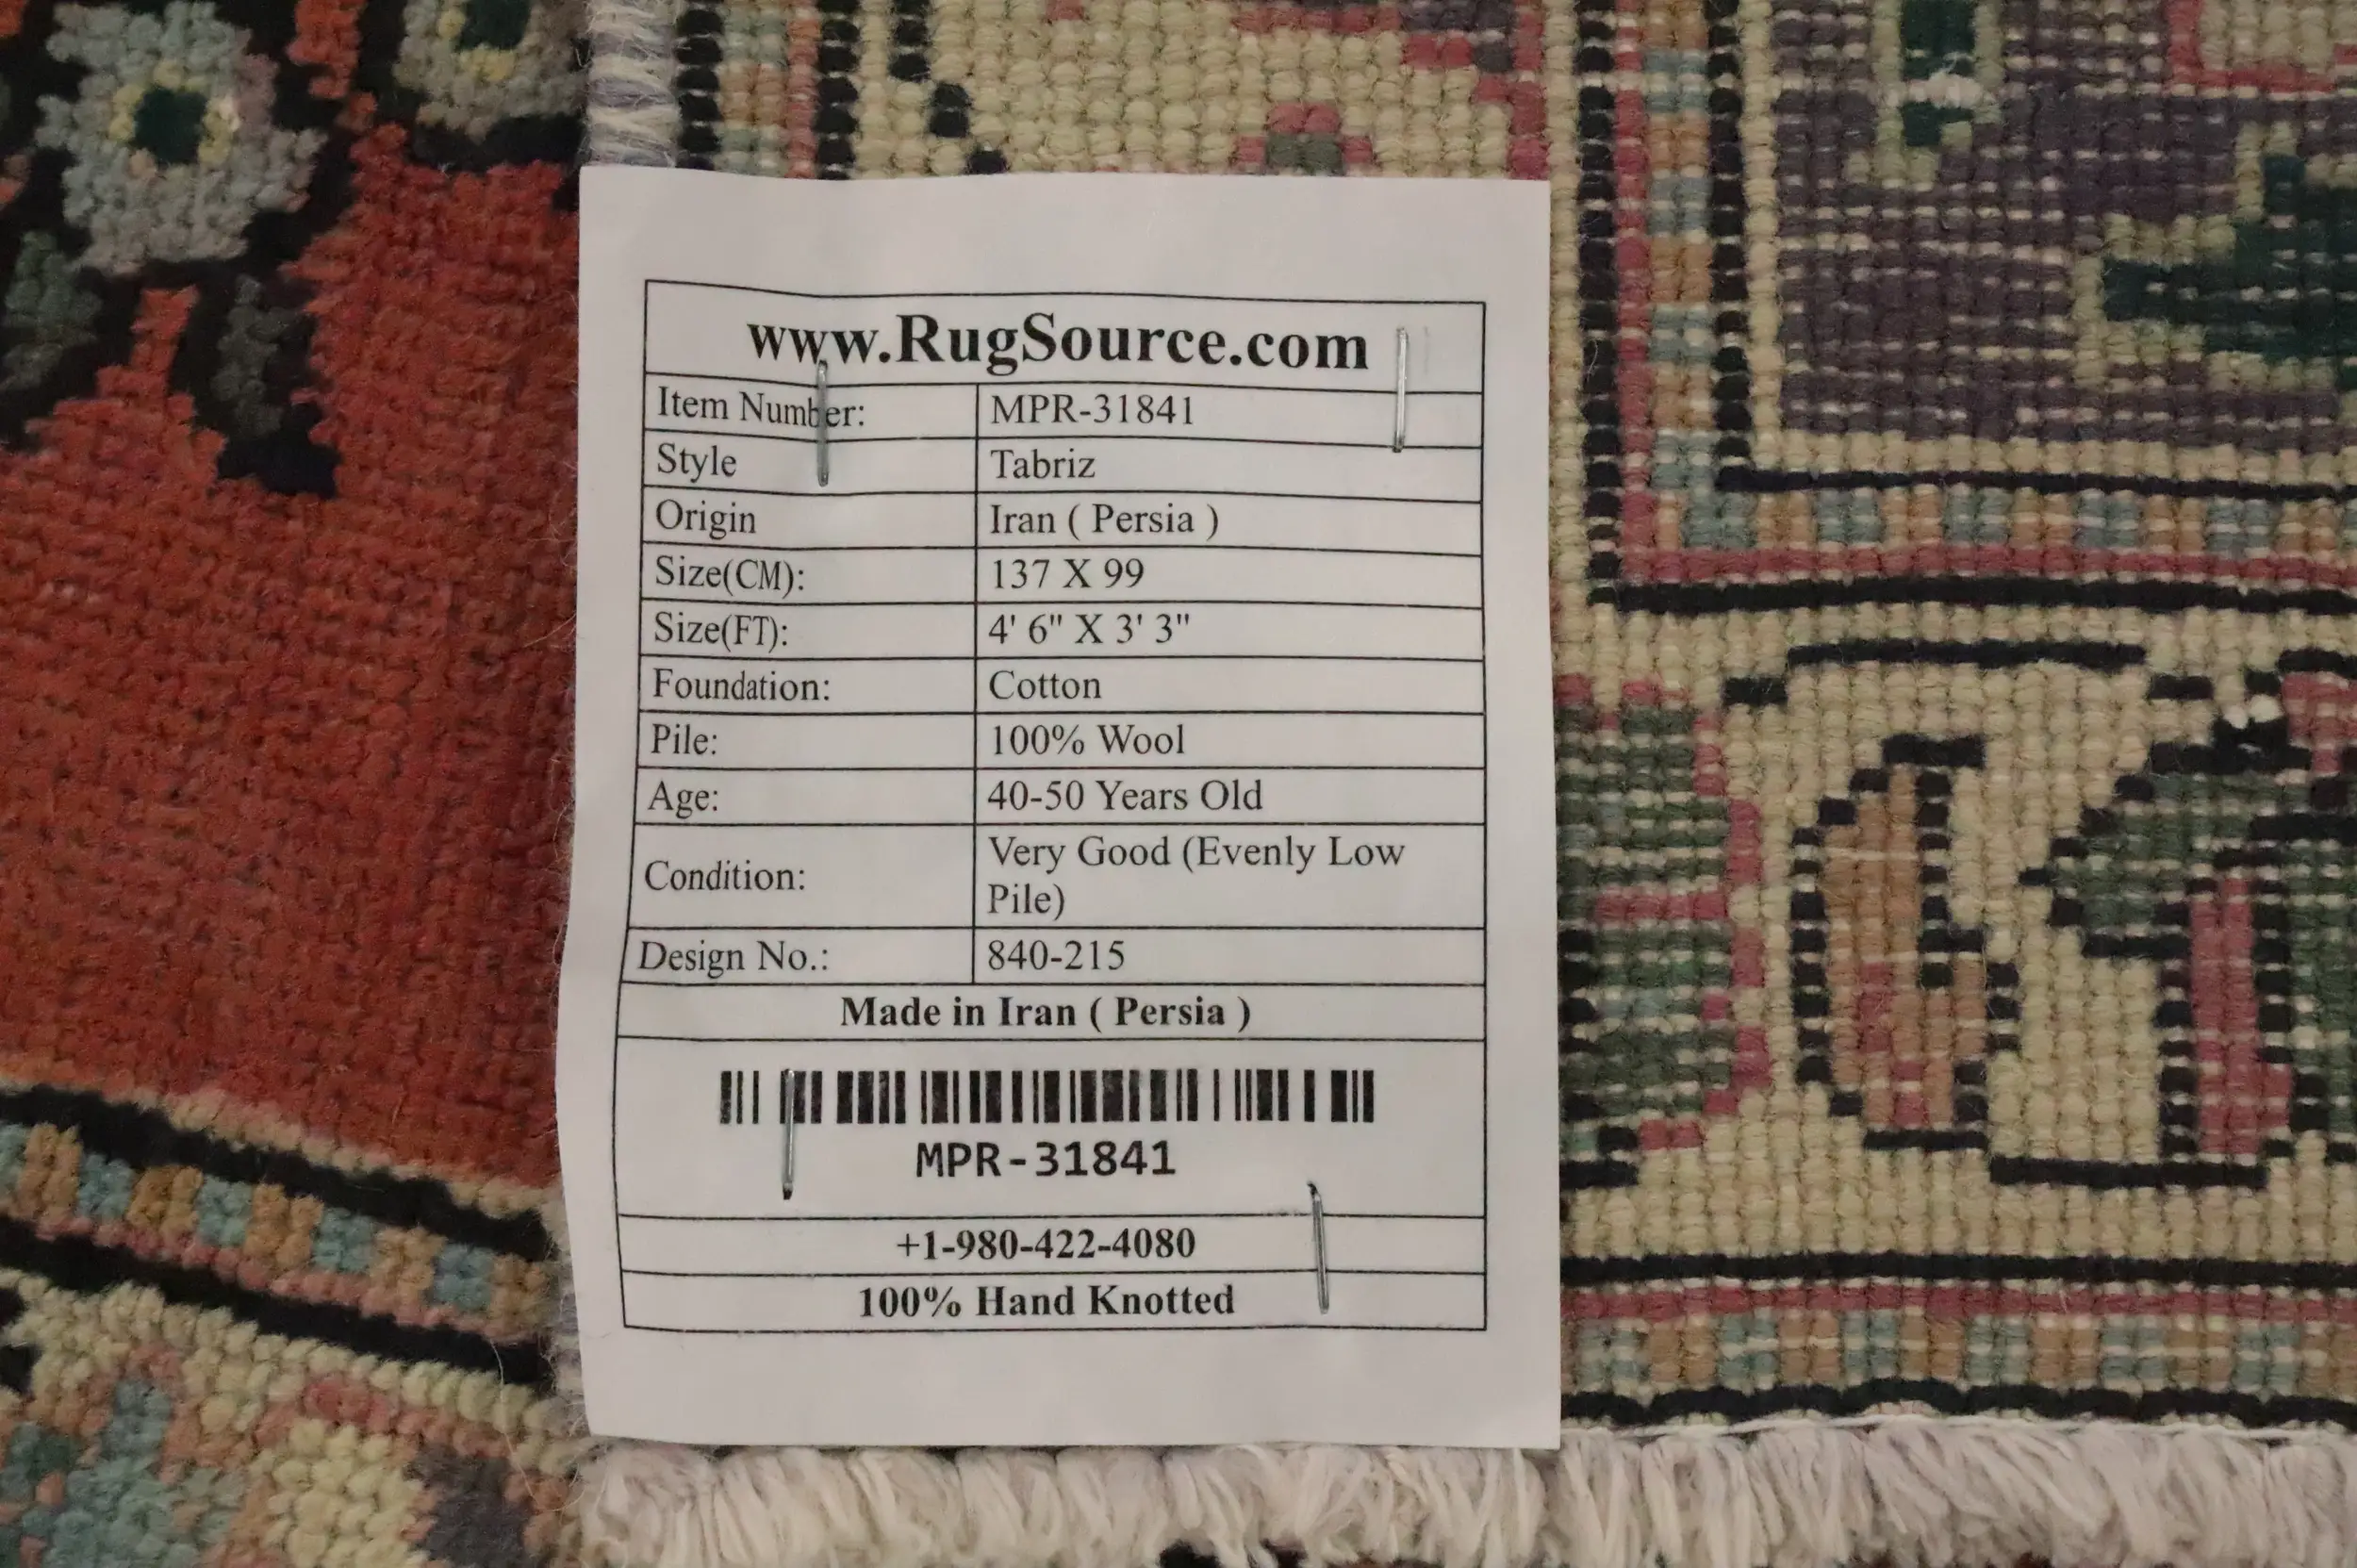 www.RugSource.com
Item Number: MPR-31841
Style Tabriz
Origin Iran ( Persia )
Size(CM): 137 X 99
Size(FT): 4' 6" X 3' 3"
Foundation: Cotton
Pile: 100% Wool
Age: 40-50 Years Old
Condition: Very Good (Evenly Low
Pile)
Design No.: 840-215
Made in Iran ( Persia )
MPR-31841
+1-980-422-4080
100% Hand Knotted